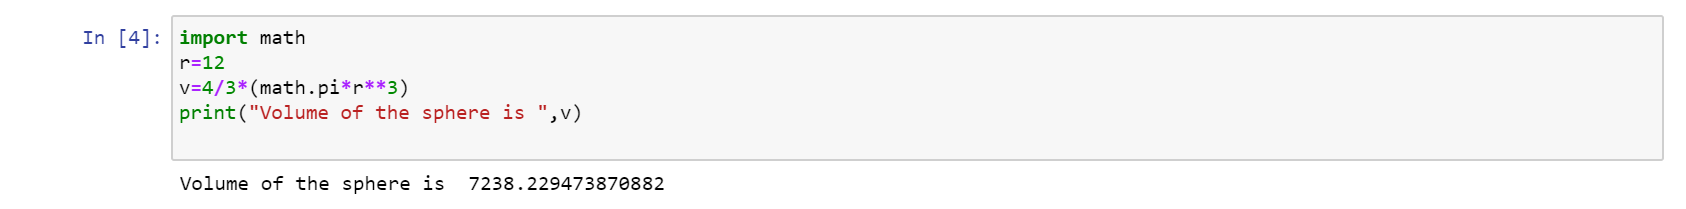 In [4]: import math
r=12
v=4/3*(math.pi*r**3)
print("Volume of the sphere is ",v)
Volume of the sphere is  7238.229473870882